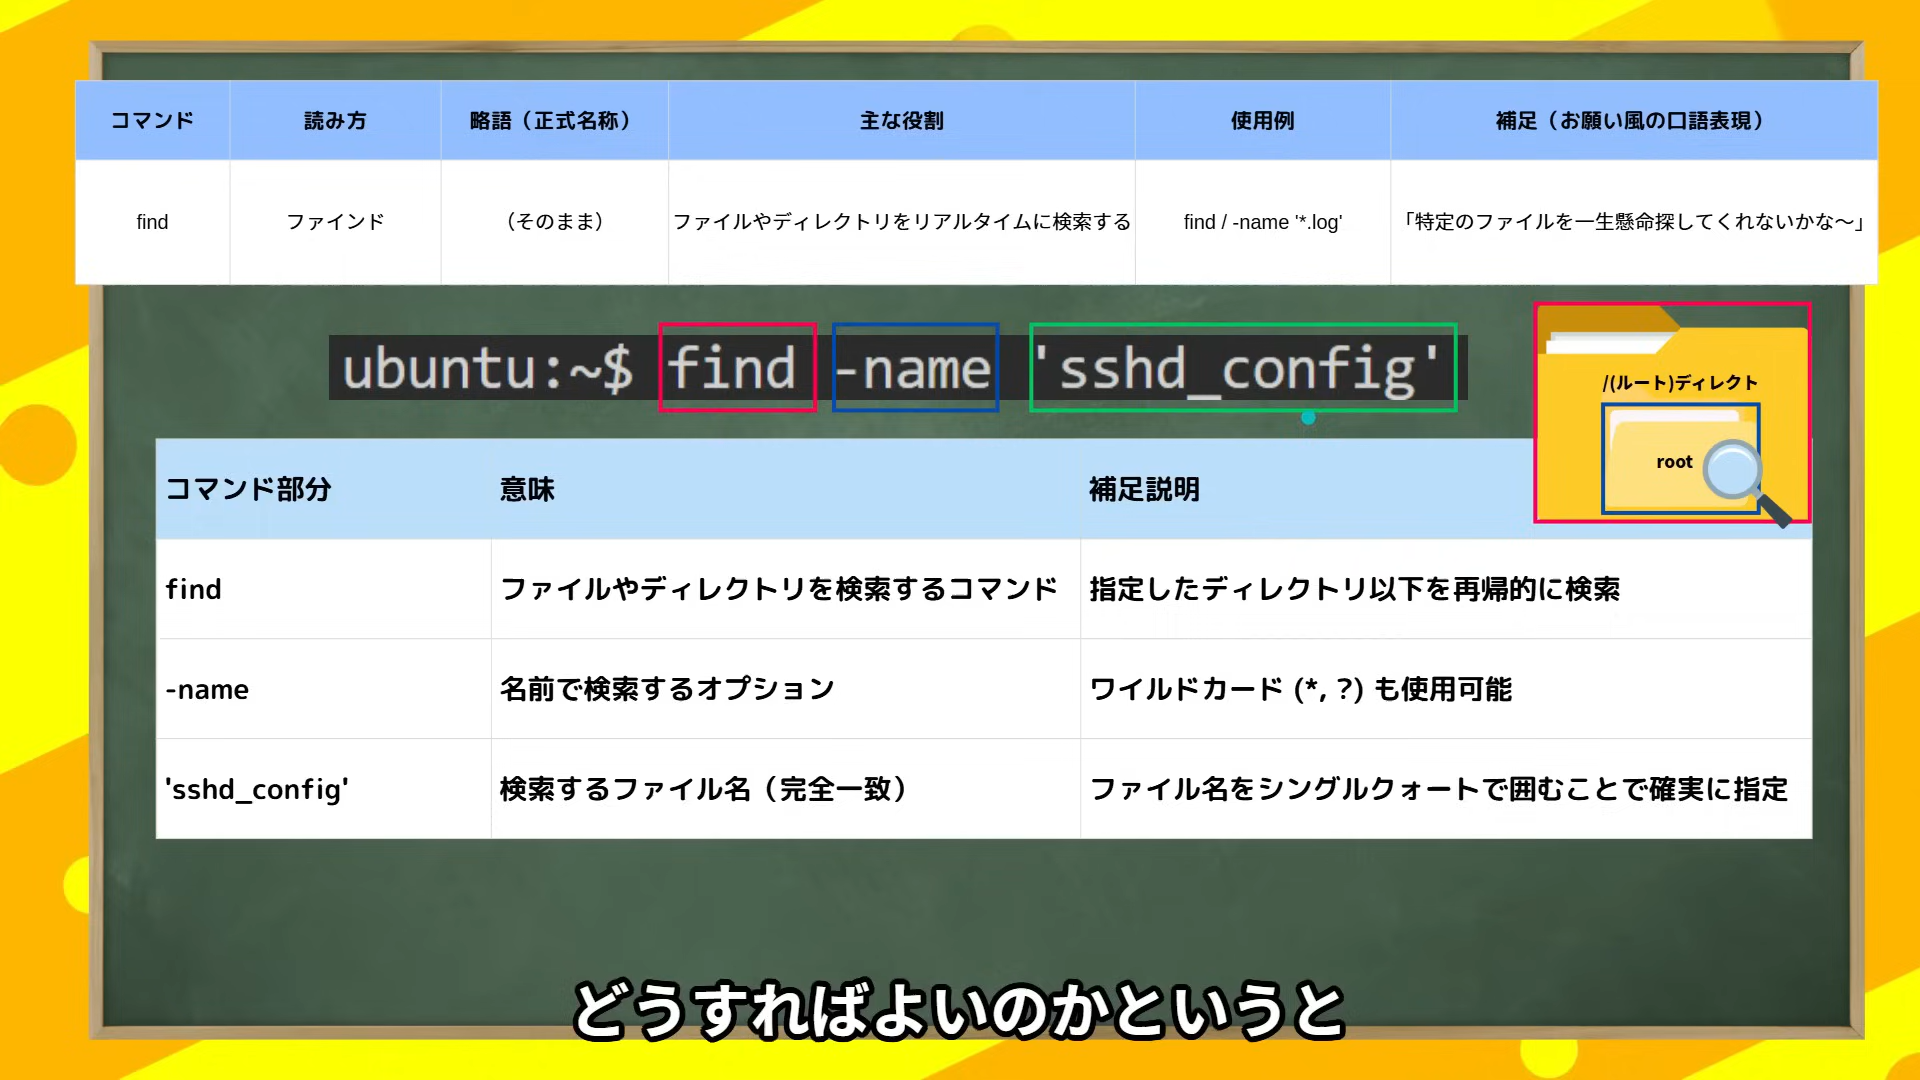 コマンド 読み方 略語（正式名称） 主な役割 使用例 補足（お願い風の口語表現）
find ファインド （そのまま） ファイルやディレクトリをリアルタイムに検索する find / -name '*.log' 「特定のファイルを一生懸命探してくれないかな～」
ubuntu:~$ find -name 'sshd_config'
/(ルート)ディレクト
root
コマンド部分 意味 補足説明
find ファイルやディレクトリを検索するコマンド 指定したディレクトリ以下を再帰的に検索
-name 名前で検索するオプション ワイルドカード (*, ?) も使用可能
'sshd_config' 検索するファイル名（完全一致） ファイル名をシングルクォートで囲むことで確実に指定
どうすればよいのかというと